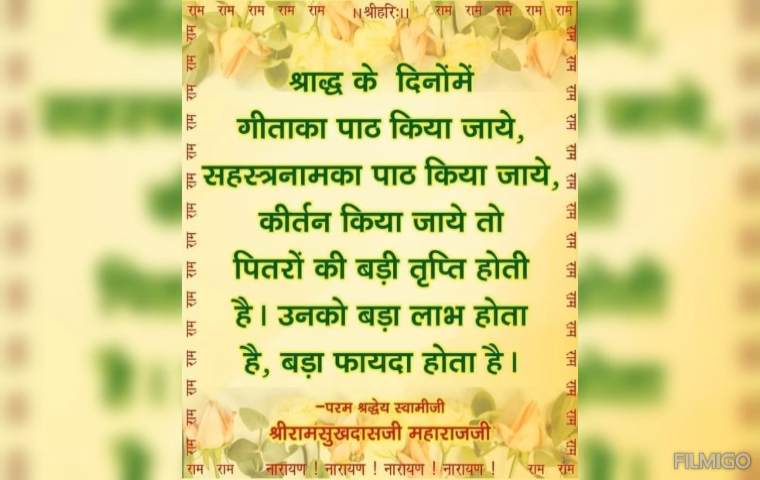 राम राम राम राम राम ॥श्रीहरिः॥ राम राम राम राम राम
श्राद्ध के दिनोंमें
गीताका पाठ किया जाये,
सहस्त्रनामका पाठ किया जाये,
कीर्तन किया जाये तो
पितरों की बड़ी तृप्ति होती
है। उनको बड़ा लाभ होता
है, बड़ा फायदा होता है।
–परम श्रद्धेय स्वामीजी
श्रीरामसुखदासजी महाराजजी
राम राम नारायण ! नारायण ! नारायण ! नारायण ! राम राम
FILMIGO